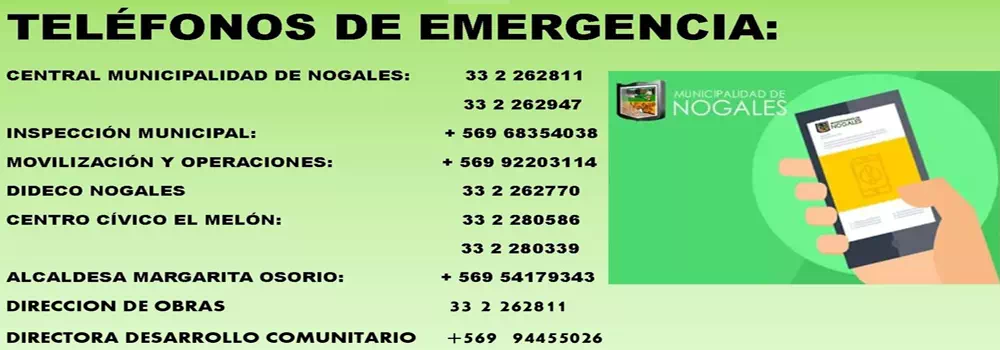 TELÉFONOS DE EMERGENCIA:
CENTRAL MUNICIPALIDAD DE NOGALES: 33 2 262811
33 2 262947
INSPECCIÓN MUNICIPAL: + 569 68354038
MOVILIZACIÓN Y OPERACIONES: + 569 92203114
DIDECO NOGALES 33 2 262770
CENTRO CÍVICO EL MELÓN: 33 2 280586
33 2 280339
ALCALDESA MARGARITA OSORIO: + 569 54179343
DIRECCION DE OBRAS 33 2 262811
DIRECTORA DESARROLLO COMUNITARIO +569 94455026
MUNICIPALIDAD DE
NOGALES
NOGALES